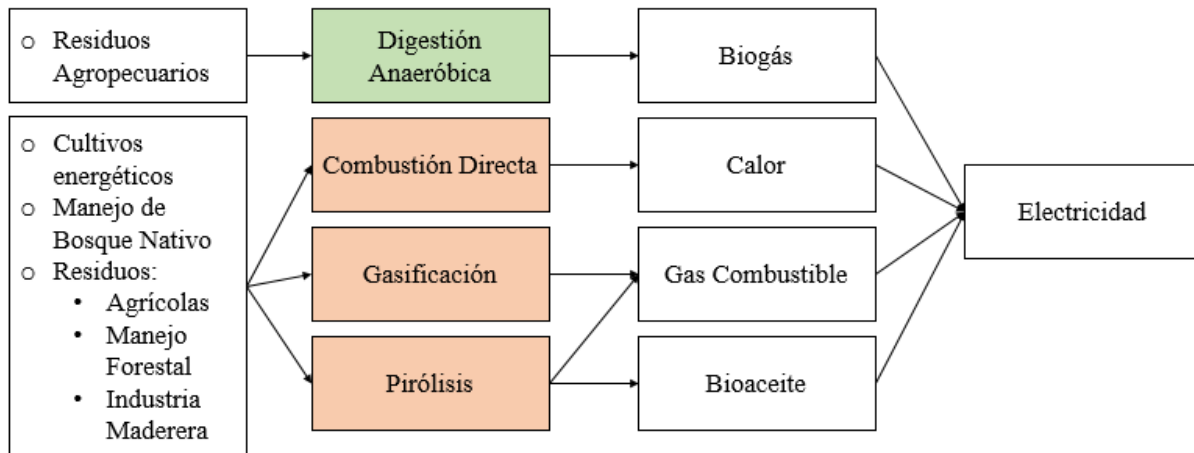 ○ Residuos
Agropecuarios
Digestión
Anaeróbica
Biogás
○ Cultivos
energéticos
○ Manejo de
Bosque Nativo
○ Residuos:
• Agrícolas
• Manejo
Forestal
• Industria
Maderera
Combustión Directa
Calor
Gasificación
Gas Combustible
Pirólisis
Bioaceite
Electricidad